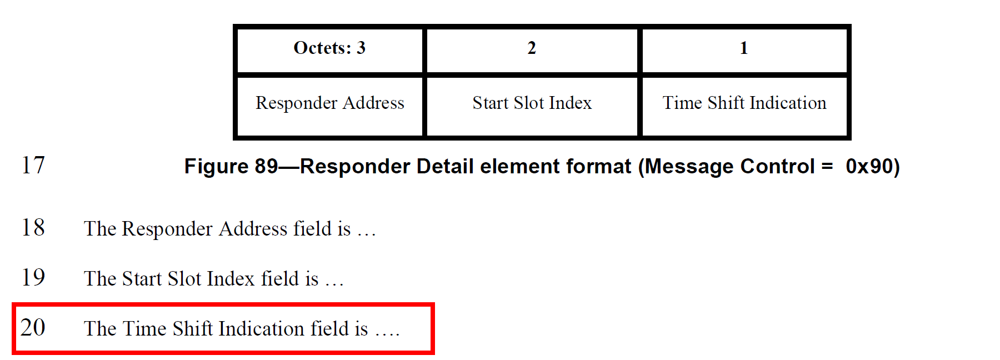 Octets: 3 2 1
Responder Address Start Slot Index Time Shift Indication
17 Figure 89—Responder Detail element format (Message Control = 0x90)
18 The Responder Address field is …
19 The Start Slot Index field is …
20 The Time Shift Indication field is ….